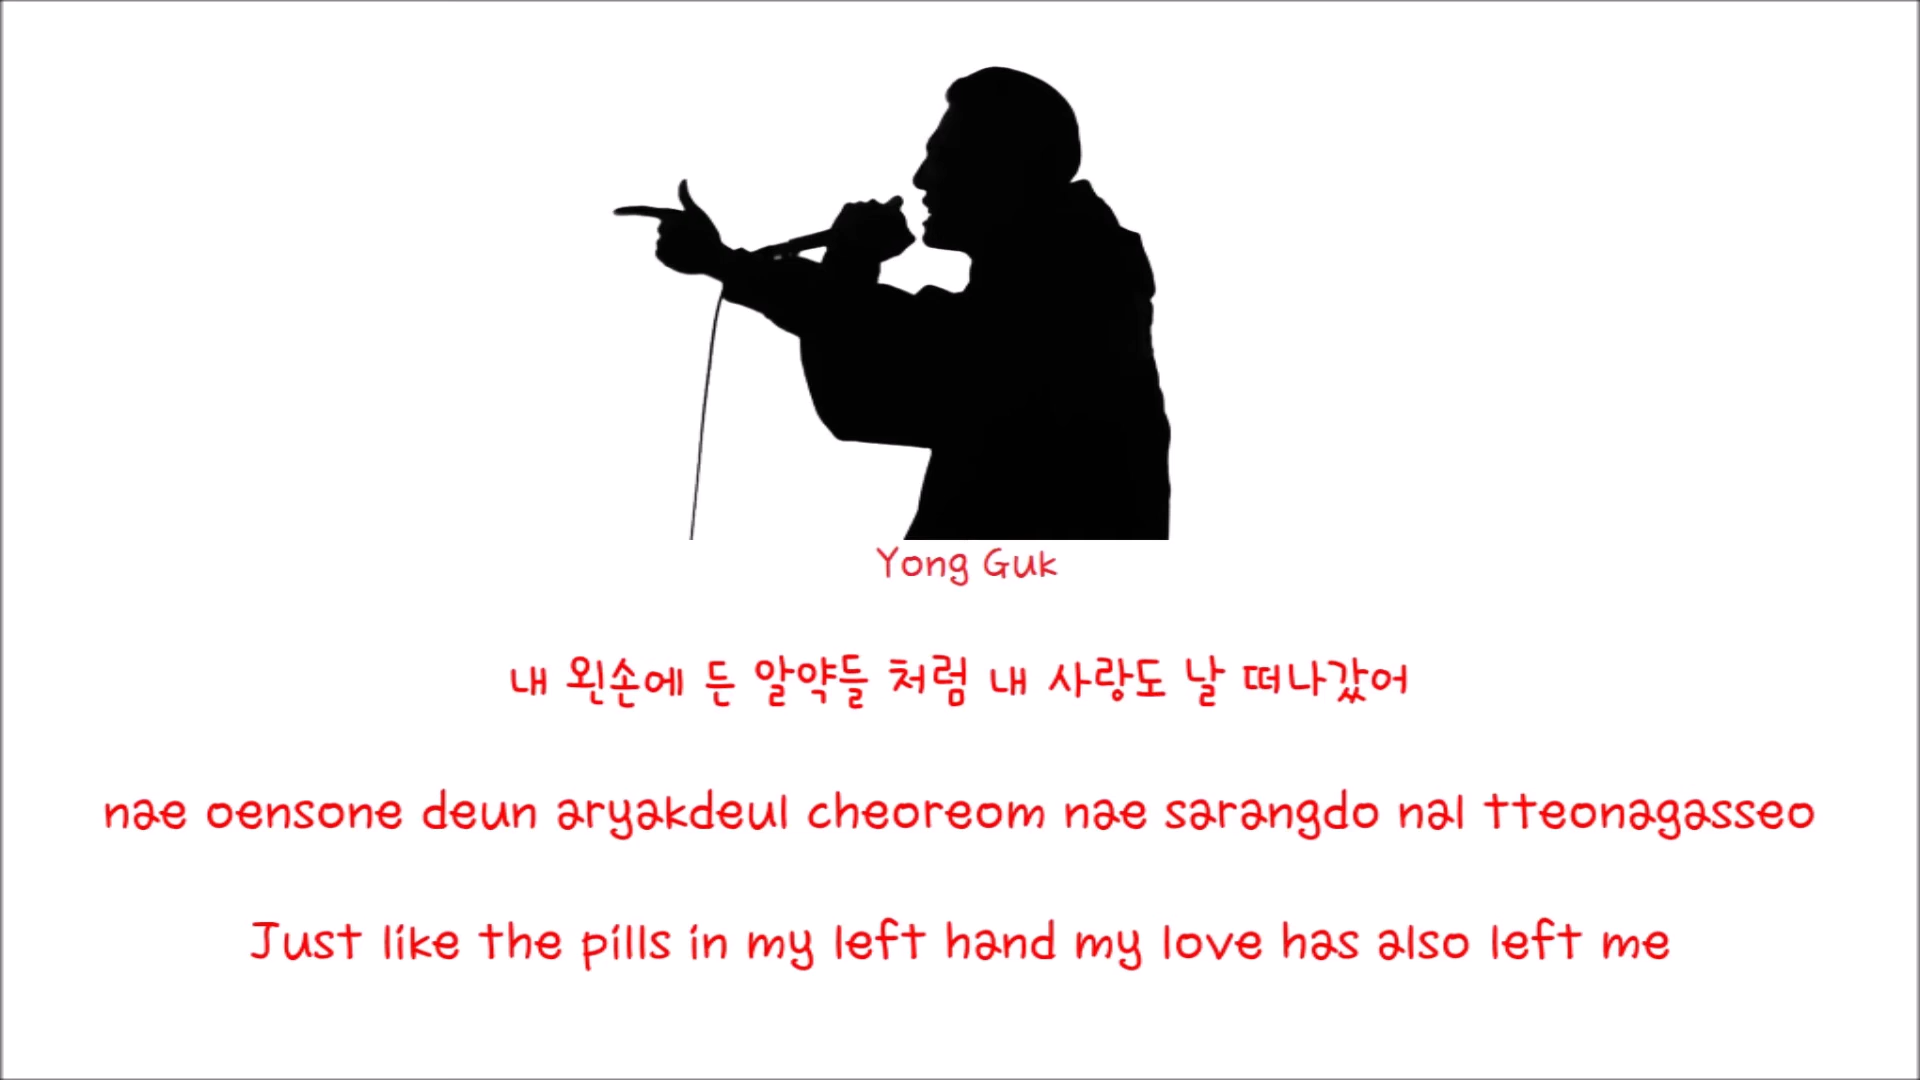 Yong Guk
내 왼손에 든 알약들 처럼 내 사랑도 날 떠나갔어
nae oensone deun aryakdeul cheoreom nae sarangdo nal tteonagasseo
Just like the pills in my left hand my love has also left me